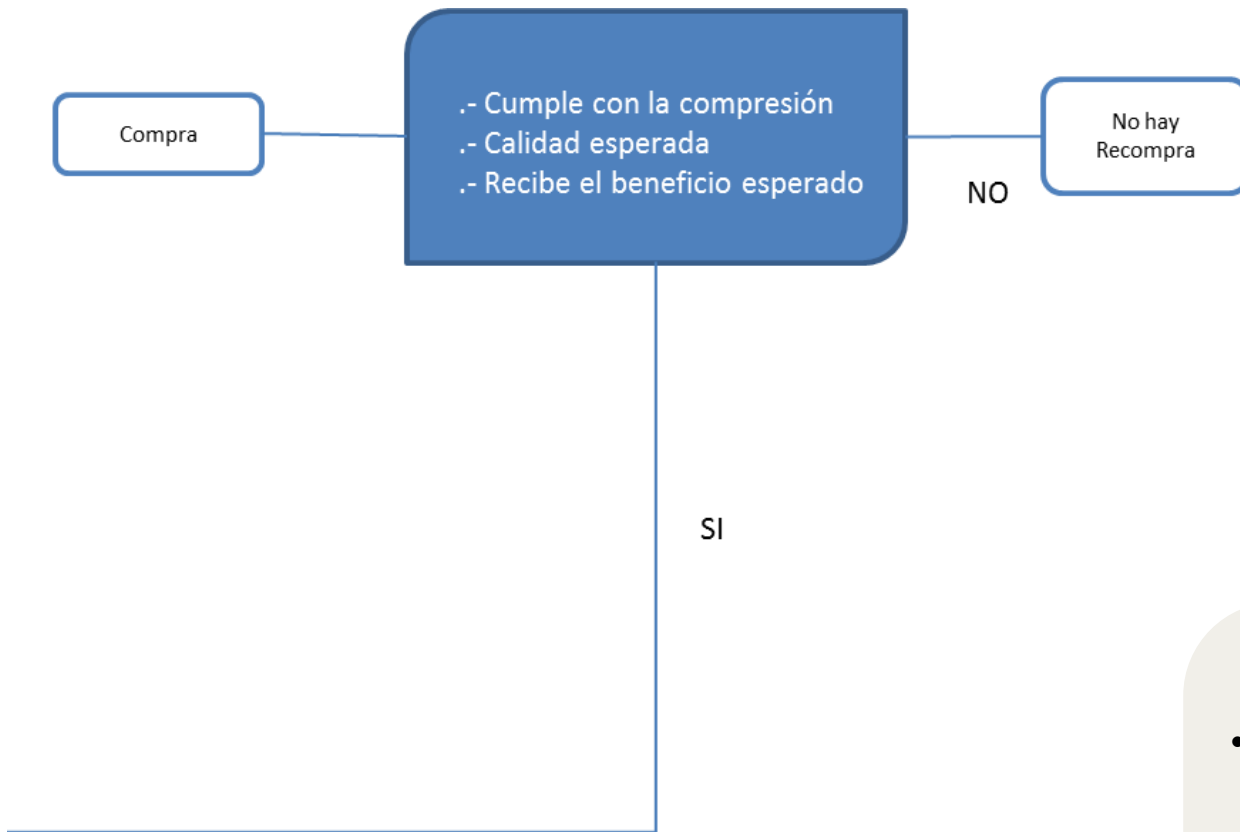 Compra
.- Cumple con la compresión
.- Calidad esperada
.- Recibe el beneficio esperado
No hay
Recompra
NO
SI
•